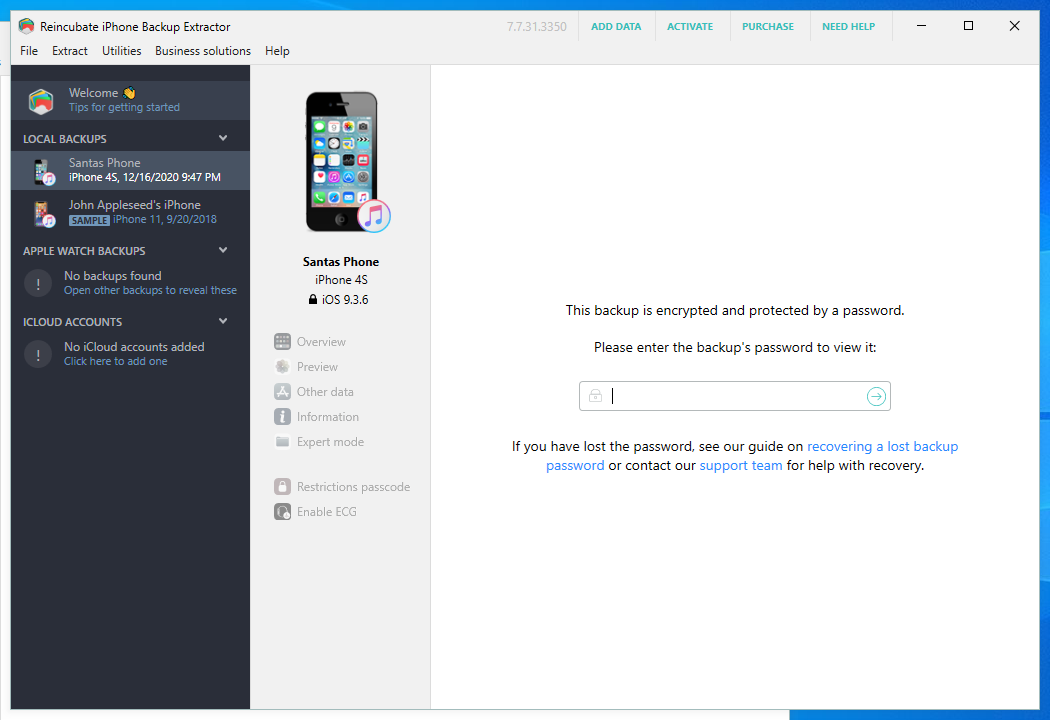 Reincubate iPhone Backup Extractor
7.7.31.3350
ADD DATA
ACTIVATE
PURCHASE
NEED HELP
File Extract Utilities Business solutions Help
Welcome 👏
Tips for getting started
LOCAL BACKUPS
Santas Phone
iPhone 4S, 12/16/2020 9:47 PM
John Appleseed's iPhone
SAMPLE iPhone 11, 9/20/2018
APPLE WATCH BACKUPS
No backups found
Open other backups to reveal these
ICLOUD ACCOUNTS
No iCloud accounts added
Click here to add one
Santas Phone
iPhone 4S
iOS 9.3.6
Overview
Preview
Other data
Information
Expert mode
Restrictions passcode
Enable ECG
This backup is encrypted and protected by a password.
Please enter the backup's password to view it:
If you have lost the password, see our guide on recovering a lost backup
password or contact our support team for help with recovery.